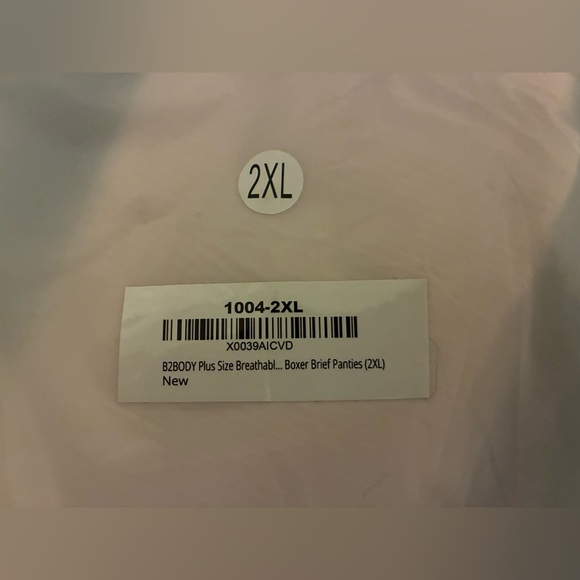 2XL
1004-2XL
X0039AICVD
B2BODY Plus Size Breathabl... Boxer Brief Panties (2XL)
New